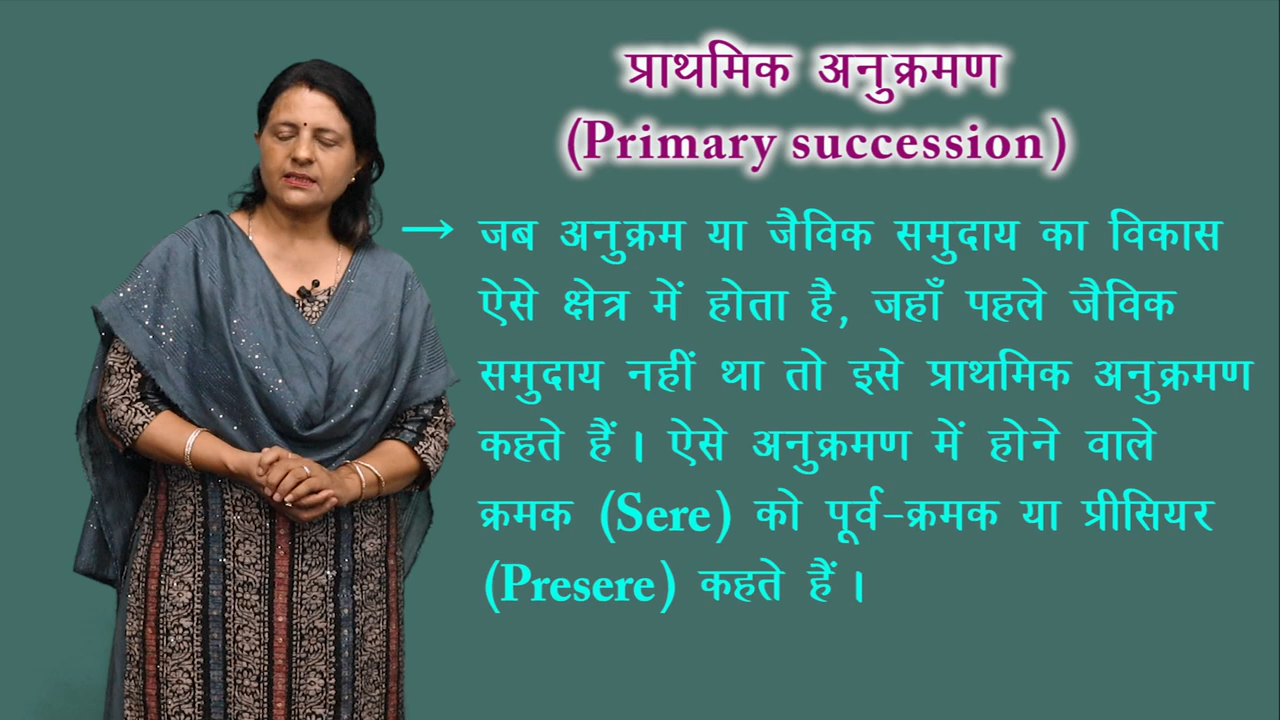 प्राथमिक अनुक्रमण
(Primary succession)
→ जब अनुक्रम या जैविक समुदाय का विकास
ऐसे क्षेत्र में होता है, जहाँ पहले जैविक
समुदाय नहीं था तो इसे प्राथमिक अनुक्रमण
कहते हैं। ऐसे अनुक्रमण में होने वाले
क्रमक (Sere) को पूर्व-क्रमक या प्रीसियर
(Presere) कहते हैं।